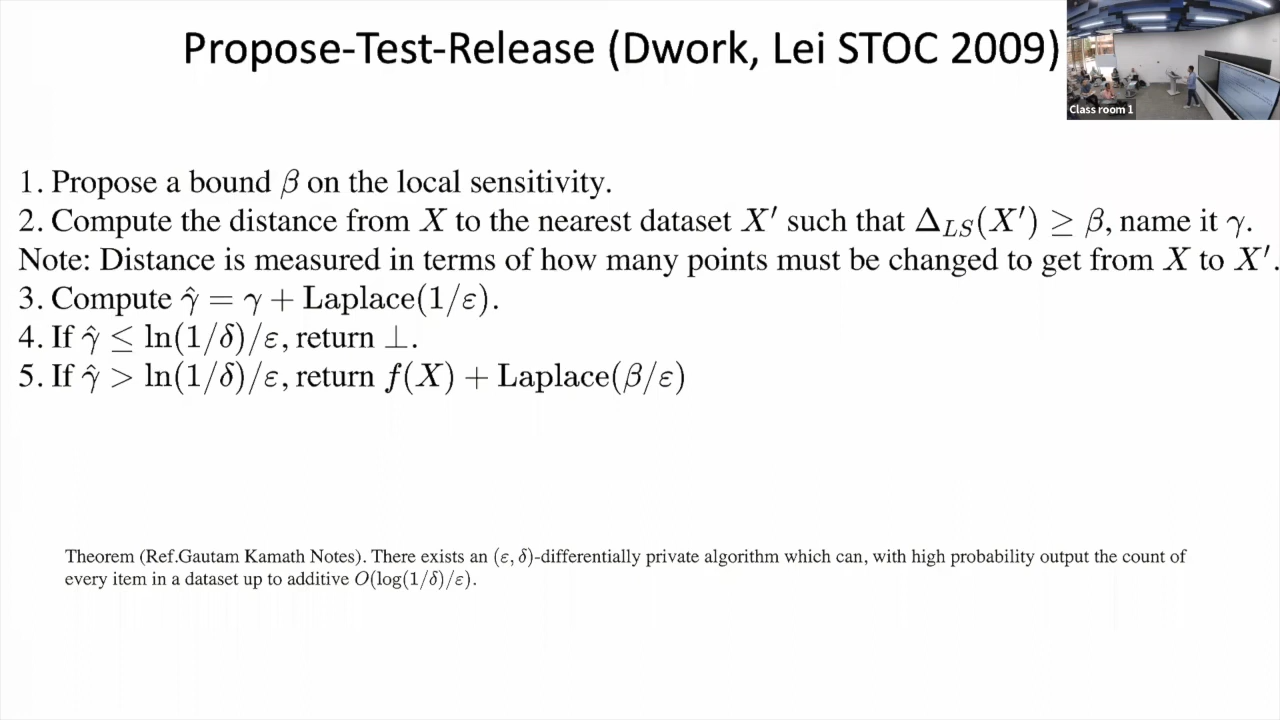 Propose-Test-Release (Dwork, Lei STOC 2009)
Class room 1
1. Propose a bound β on the local sensitivity.
2. Compute the distance from X to the nearest dataset X′ such that Δ_{LS}(X′) ≥ β, name it γ.
Note: Distance is measured in terms of how many points must be changed to get from X to X′.
3. Compute γ̂ = γ + Laplace(1/ε).
4. If γ̂ ≤ ln(1/δ)/ε, return ⊥.
5. If γ̂ > ln(1/δ)/ε, return f(X) + Laplace(β/ε)
Theorem (Ref.Gautam Kamath Notes). There exists an (ε, δ)-differentially private algorithm which can, with high probability output the count of
every item in a dataset up to additive O(log(1/δ)/ε).